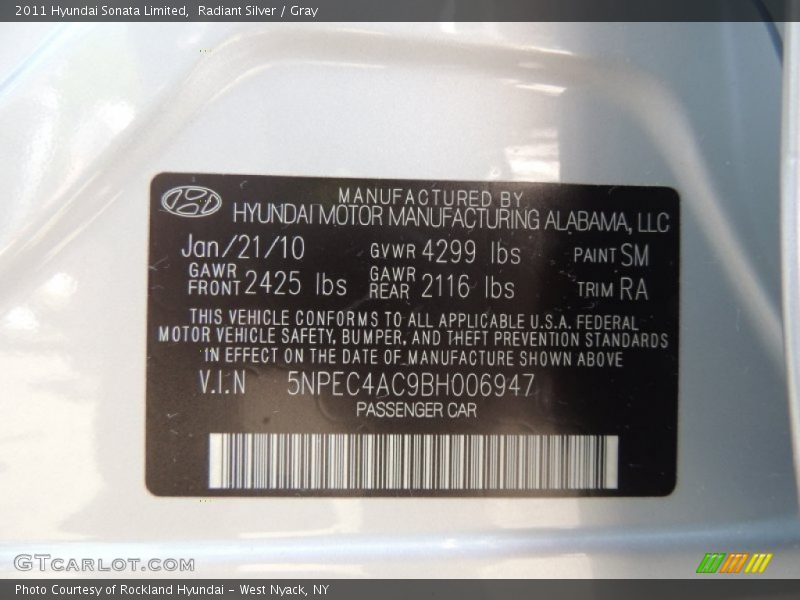 2011 Hyundai Sonata Limited, Radiant Silver / Gray
MANUFACTURED BY
HYUNDAI MOTOR MANUFACTURING ALABAMA, LLC
Jan/21/10 GVWR 4299 lbs PAINT SM
GAWR FRONT 2425 lbs GAWR REAR 2116 lbs TRIM RA
THIS VEHICLE CONFORMS TO ALL APPLICABLE U.S.A. FEDERAL
MOTOR VEHICLE SAFETY, BUMPER, AND THEFT PREVENTION STANDARDS
IN EFFECT ON THE DATE OF MANUFACTURE SHOWN ABOVE
V.I.N 5NPEC4AC9BH006947
PASSENGER CAR
GTCARLOT.COM
Photo Courtesy of Rockland Hyundai - West Nyack, NY